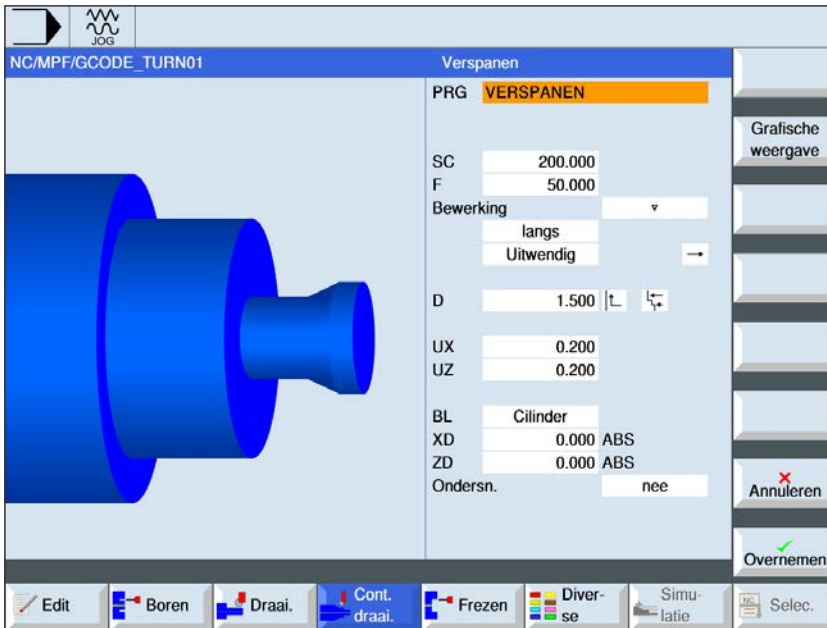 JOG
NC/MPF/GCODE_TURN01
Verspanen
PRG VERSPANEN
SC 200.000
F 50.000
Bewerking ▿
langs
Uitwendig
D 1.500
UX 0.200
UZ 0.200
BL Cilinder
XD 0.000 ABS
ZD 0.000 ABS
Ondersn. nee
Grafische
weergave
Annuleren
Overnemen
Edit
Boren
Draai.
Cont.
draai.
Frezen
Diver-
se
Simu-
latie
NC
Selec.